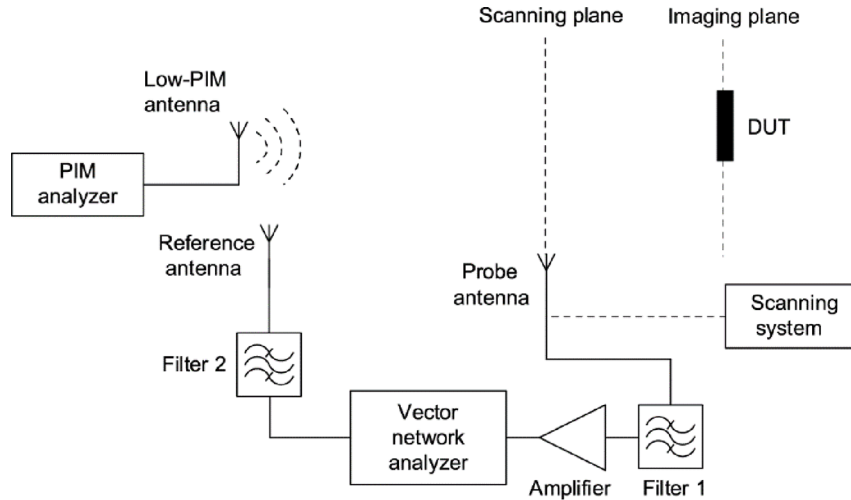 Scanning plane
Imaging plane
Low-PIM
antenna
DUT
PIM
analyzer
Reference
antenna
Probe
antenna
Scanning
system
Filter 2
Vector
network
analyzer
Amplifier
Filter 1